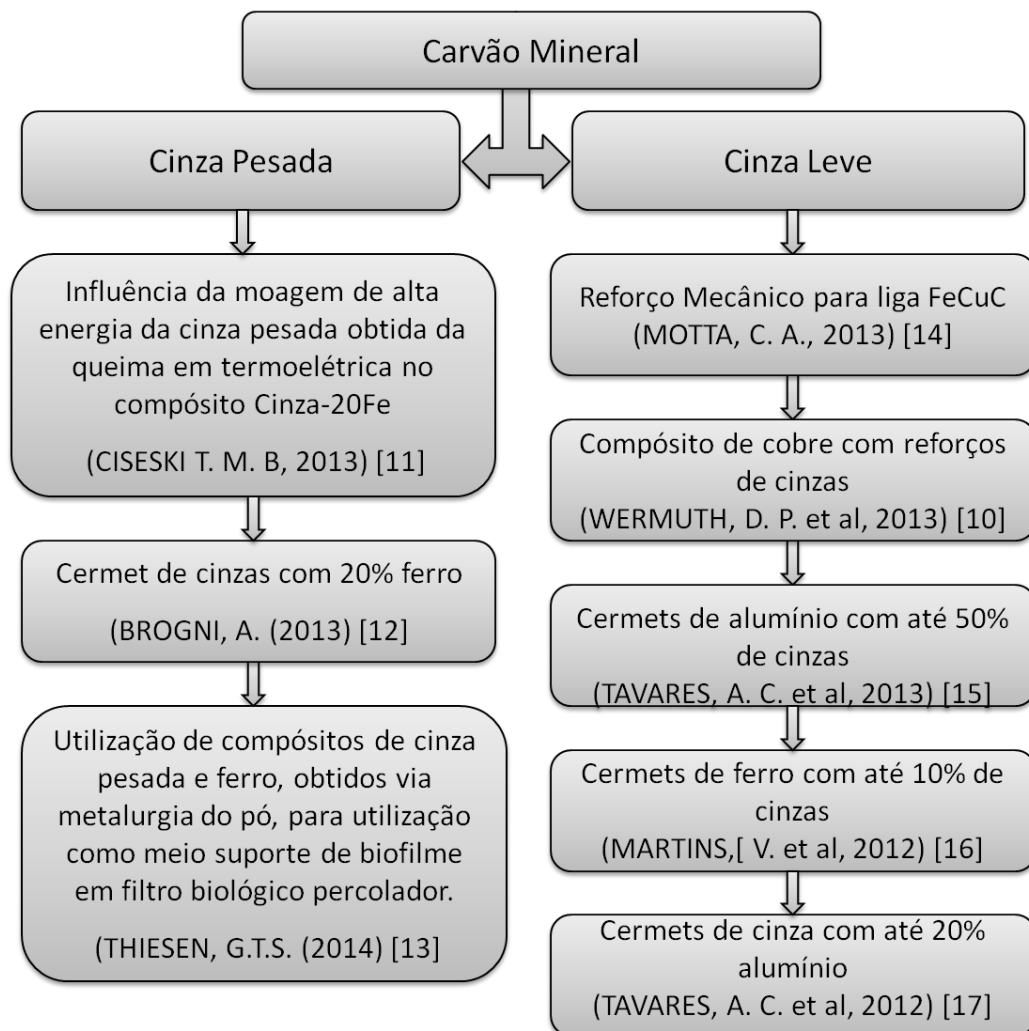 Carvão Mineral
Cinza Pesada
Influência da moagem de alta
energia da cinza pesada obtida da
queima em termoelétrica no
compósito Cinza-20Fe
(CISESKI T. M. B, 2013) [11]
Cermet de cinzas com 20% ferro
(BROGNI, A. (2013) [12]
Utilização de compósitos de cinza
pesada e ferro, obtidos via
metalurgia do pó, para utilização
como meio suporte de biofilme
em filtro biológico percolador.
(THIESEN, G.T.S. (2014) [13]
Cinza Leve
Reforço Mecânico para liga FeCuC
(MOTTA, C. A., 2013) [14]
Compósito de cobre com reforços
de cinzas
(WERMUTH, D. P. et al, 2013) [10]
Cermets de alumínio com até 50%
de cinzas
(TAVARES, A. C. et al, 2013) [15]
Cermets de ferro com até 10% de
cinzas
(MARTINS,[ V. et al, 2012) [16]
Cermets de cinza com até 20%
alumínio
(TAVARES, A. C. et al, 2012) [17]